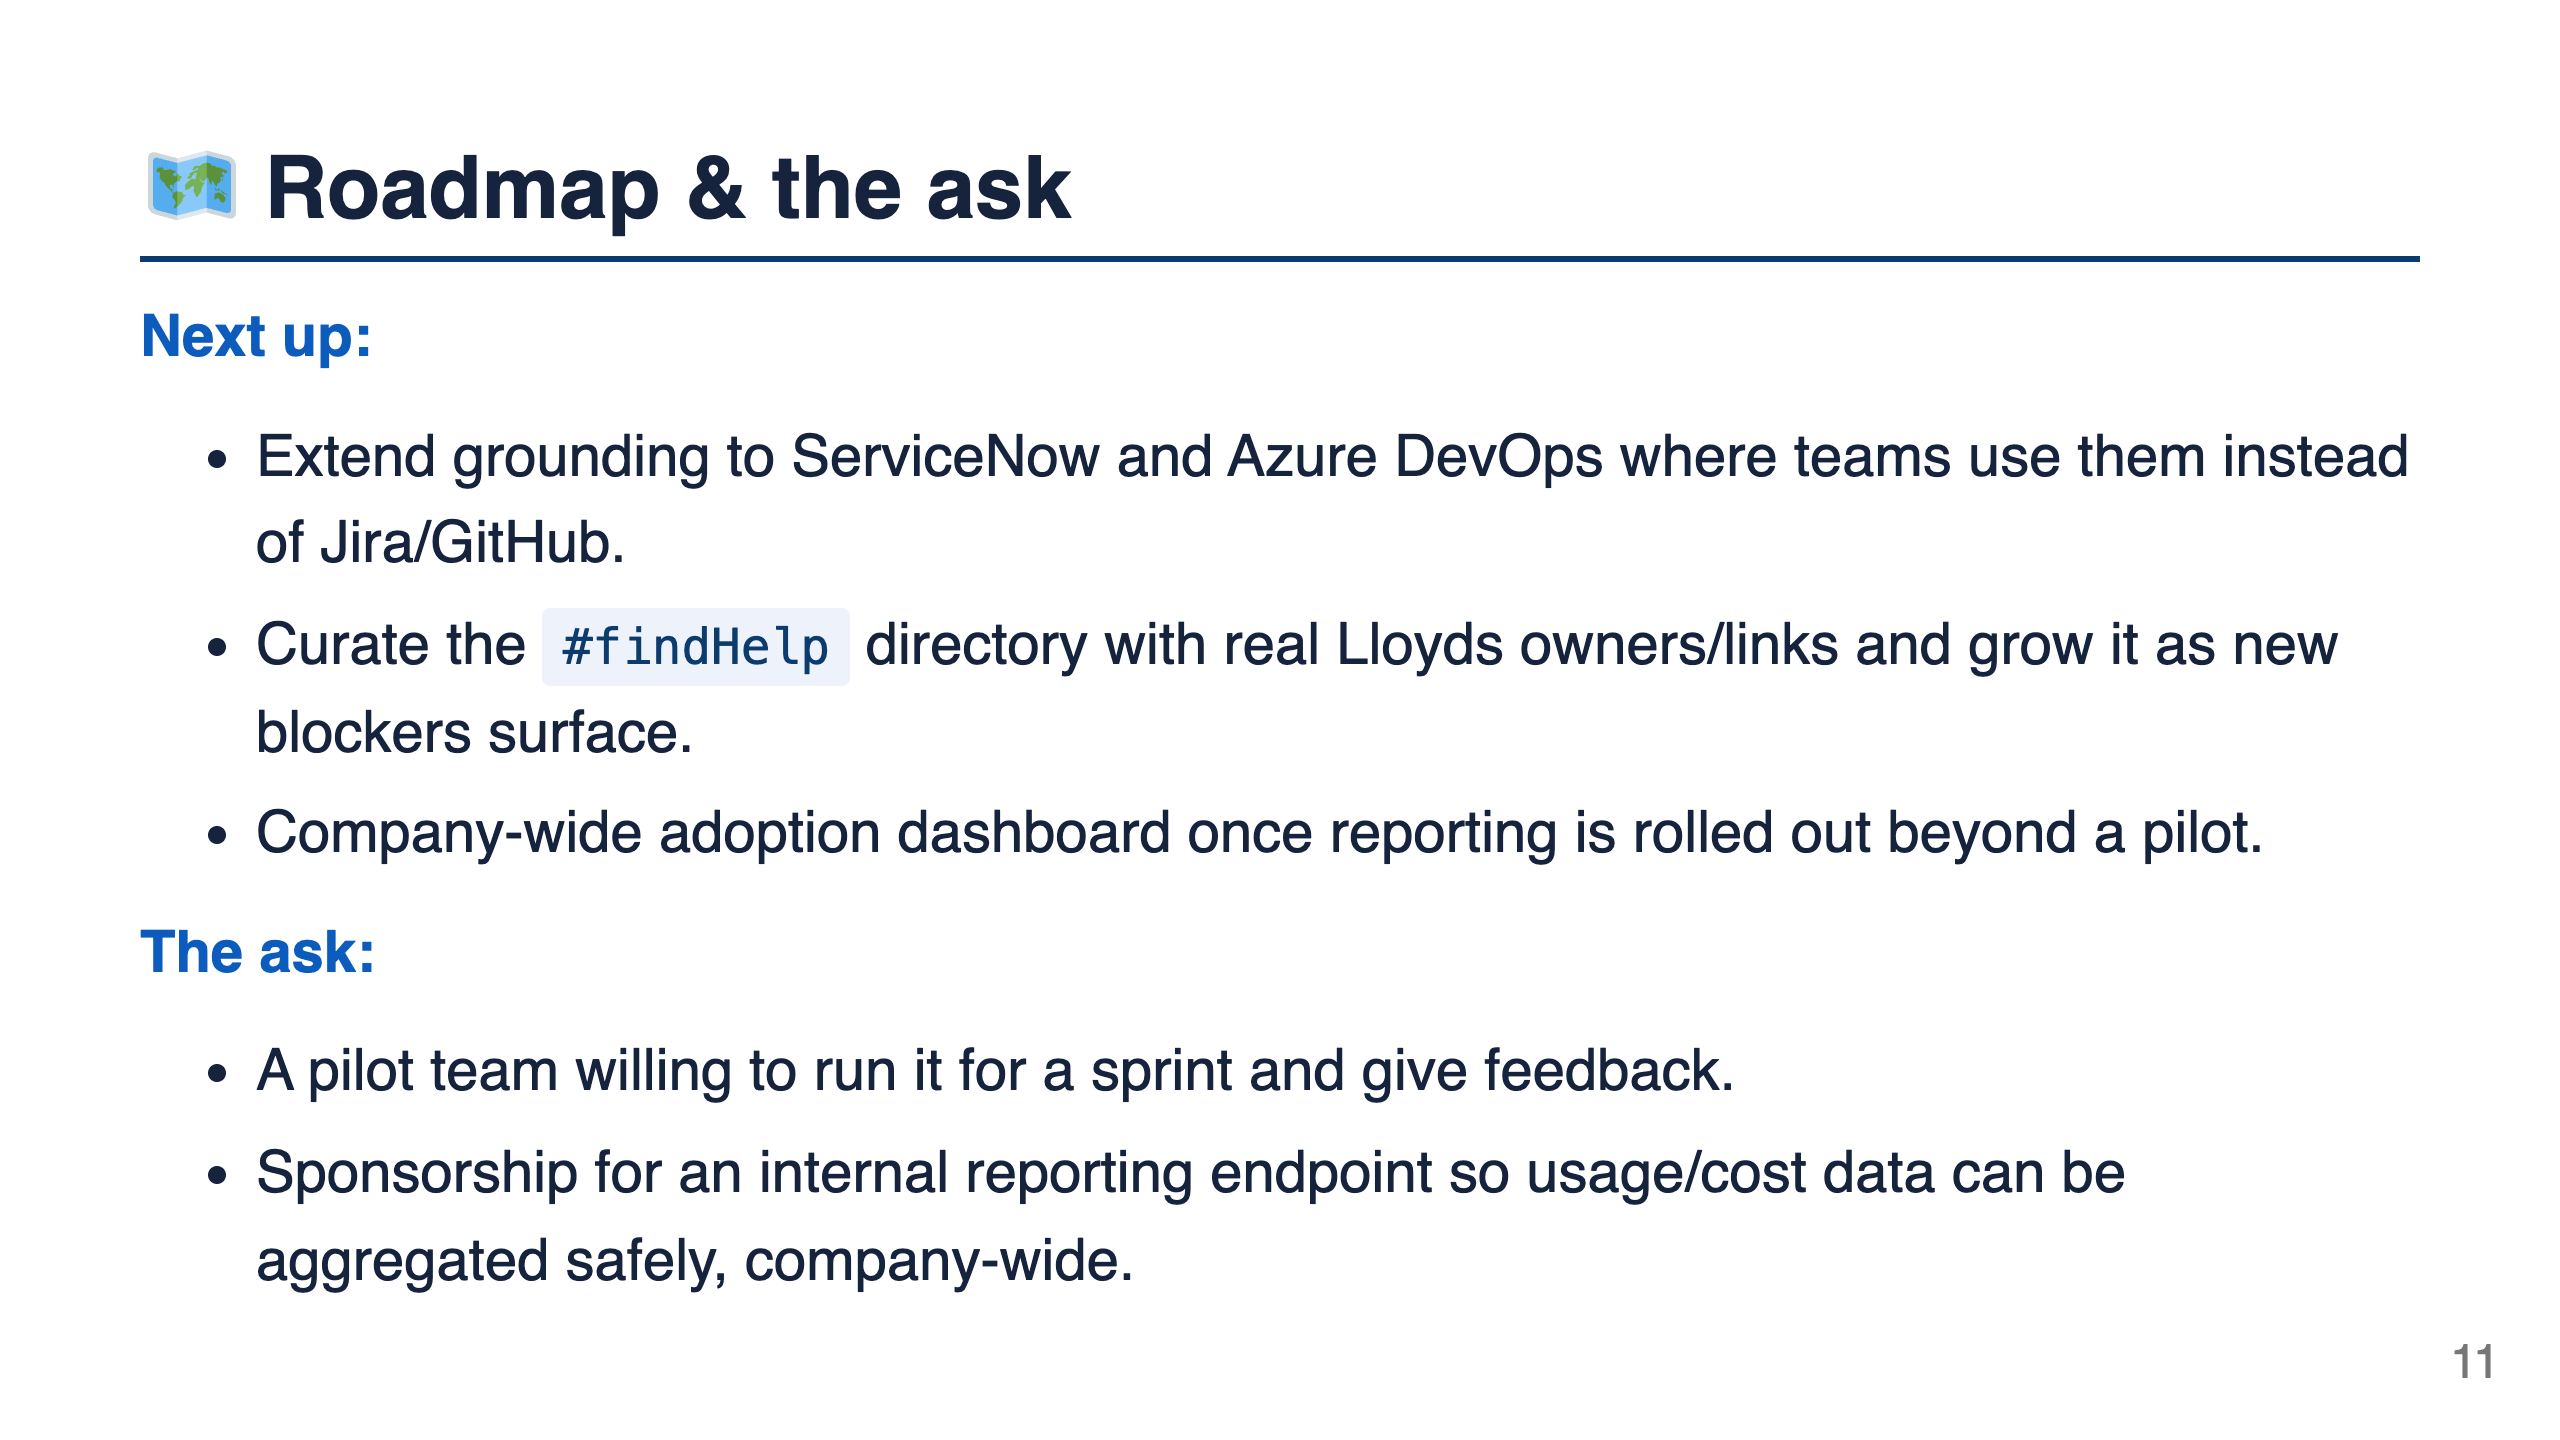 Roadmap & the ask
Next up:
• Extend grounding to ServiceNow and Azure DevOps where teams use them instead
of Jira/GitHub.
• Curate the #findHelp directory with real Lloyds owners/links and grow it as new
blockers surface.
• Company-wide adoption dashboard once reporting is rolled out beyond a pilot.
The ask:
• A pilot team willing to run it for a sprint and give feedback.
• Sponsorship for an internal reporting endpoint so usage/cost data can be
aggregated safely, company-wide.
11